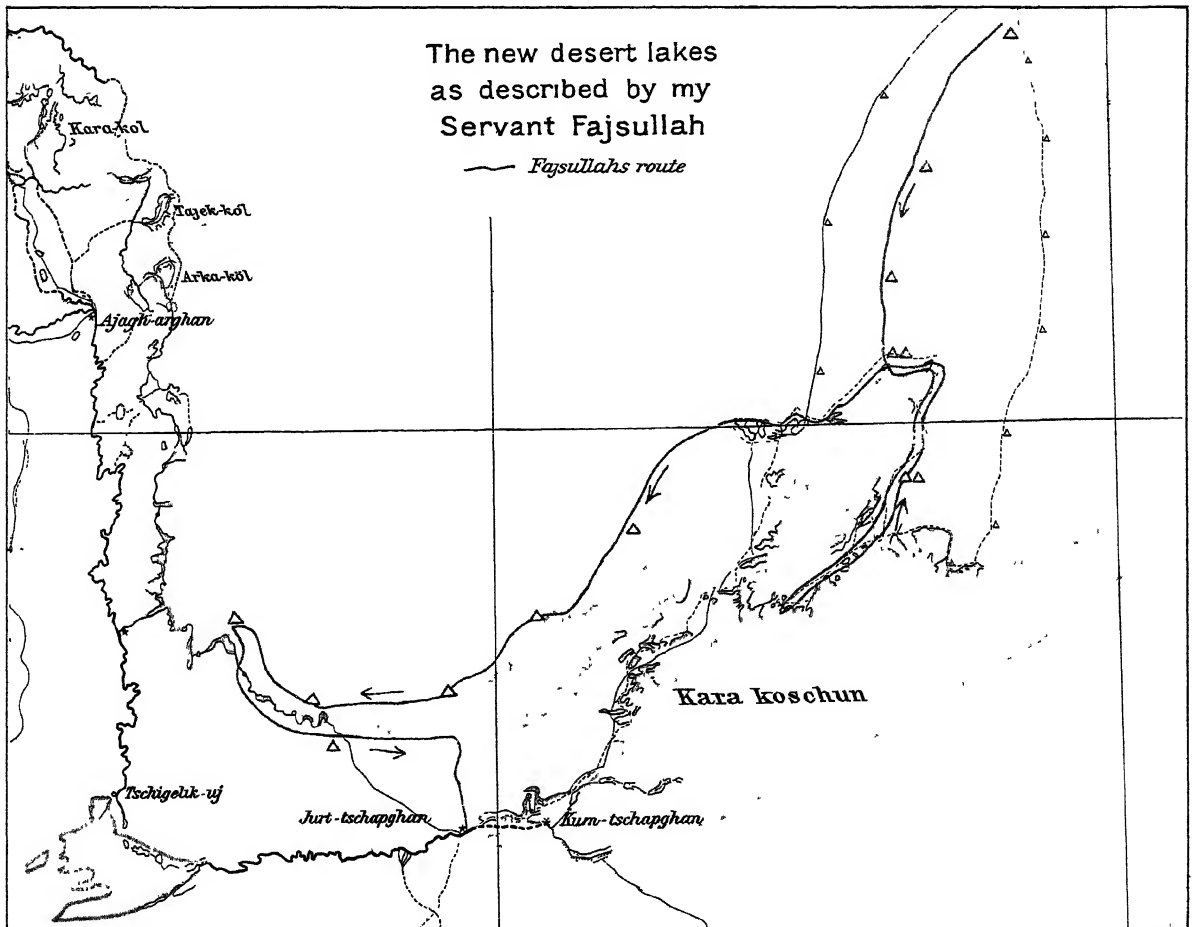 The new desert lakes
as described by my
Servant Fajsullah
Fajsullahs route
Kara-kol
Tajek-köl
Arka-köl
Ajagh-arghan
Kara koschun
Tschigelik-uj
Jurt-tschapghan
Kum-tschapghan